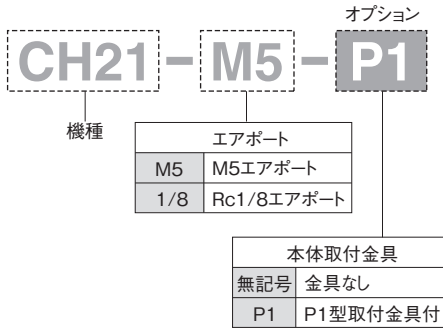 オプション
CH21-M5-P1
機種
エアポート
M5 M5エアポート
1/8 Rc1/8エアポート
本体取付金具
無記号 金具なし
P1 P1型取付金具付